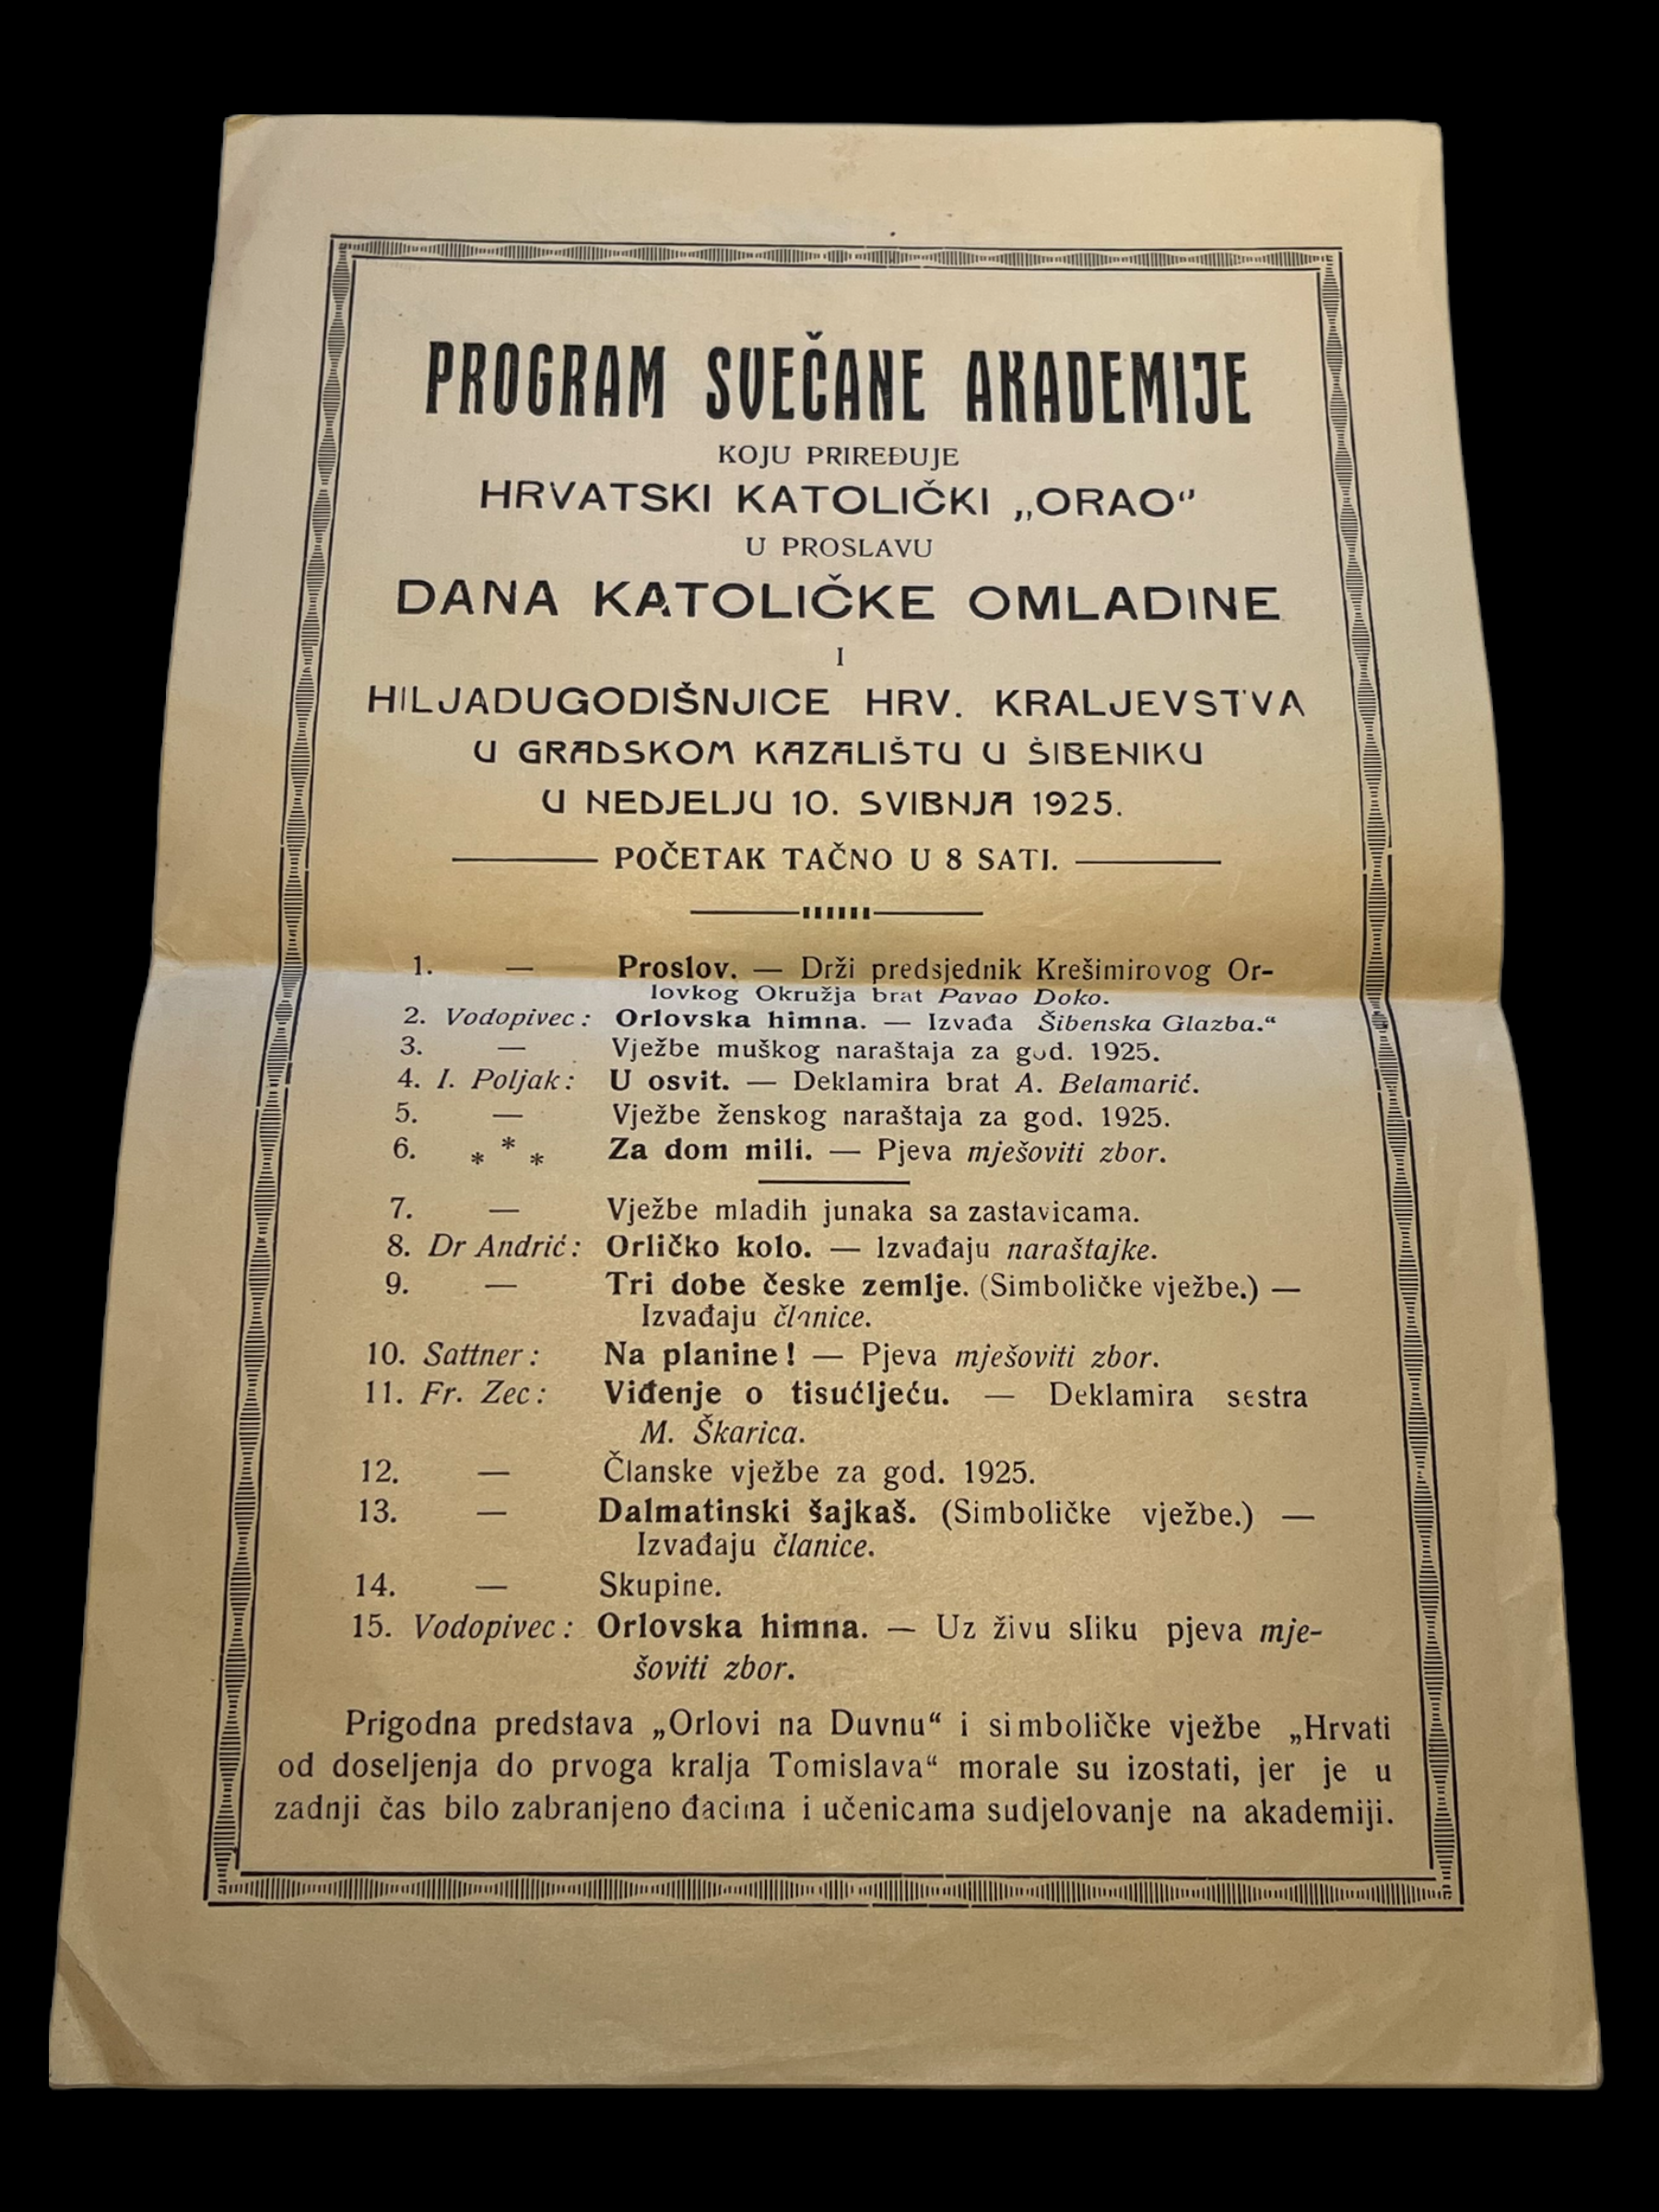 PROGRAM SVEČANE AKADEMIJE
KOJU PRIREĐUJE
HRVATSKI KATOLIČKI „ORAO“
U PROSLAVU
DANA KATOLIČKE OMLADINE
I
HILJADUGODIŠNJICE HRV. KRALJEVSTVA
U GRADSKOM KAZALIŠTU U ŠIBENIKU
U NEDJELJU 10. SVIBNJA 1925.
POČETAK TAČNO U 8 SATI.
1. — Proslov. — Drži predsjednik Krešimirovog Or-
lovkog Okružja brat Pavao Doko.
2. Vodopivec: Orlovska himna. — Izvađa Šibenska Glazba.“
3. — Vježbe muškog naraštaja za god. 1925.
4. I. Poljak: U osvit. — Deklamira brat A. Belamarić.
5. — Vježbe ženskog naraštaja za god. 1925.
6. * * * Za dom mili. — Pjeva mješoviti zbor.
7. — Vježbe mladih junaka sa zastavicama.
8. Dr Andrić: Orličko kolo. — Izvađaju naraštajke.
9. — Tri dobe česke zemlje. (Simboličke vježbe.) —
Izvađaju članice.
10. Sattner: Na planine! — Pjeva mješoviti zbor.
11. Fr. Zec: Viđenje o tisućljeću. — Deklamira sestra
M. Škarica.
12. — Članske vježbe za god. 1925.
13. — Dalmatinski šajkaš. (Simboličke vježbe.) —
Izvađaju članice.
14. — Skupine.
15. Vodopivec: Orlovska himna. — Uz živu sliku pjeva mje-
šoviti zbor.
Prigodna predstava „Orlovi na Duvnu“ i simboličke vježbe „Hrvati
od doseljenja do prvoga kralja Tomislava“ morale su izostati, jer je u
zadnji čas bilo zabranjeno đacima i učenicama sudjelovanje na akademiji.